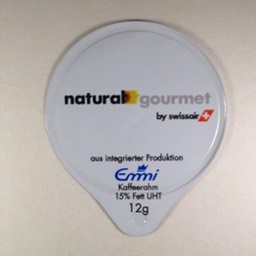 natural gourmet
by swissair
aus integrierter Produktion
Emmi
Kaffeerahm
15% Fett UHT
12g